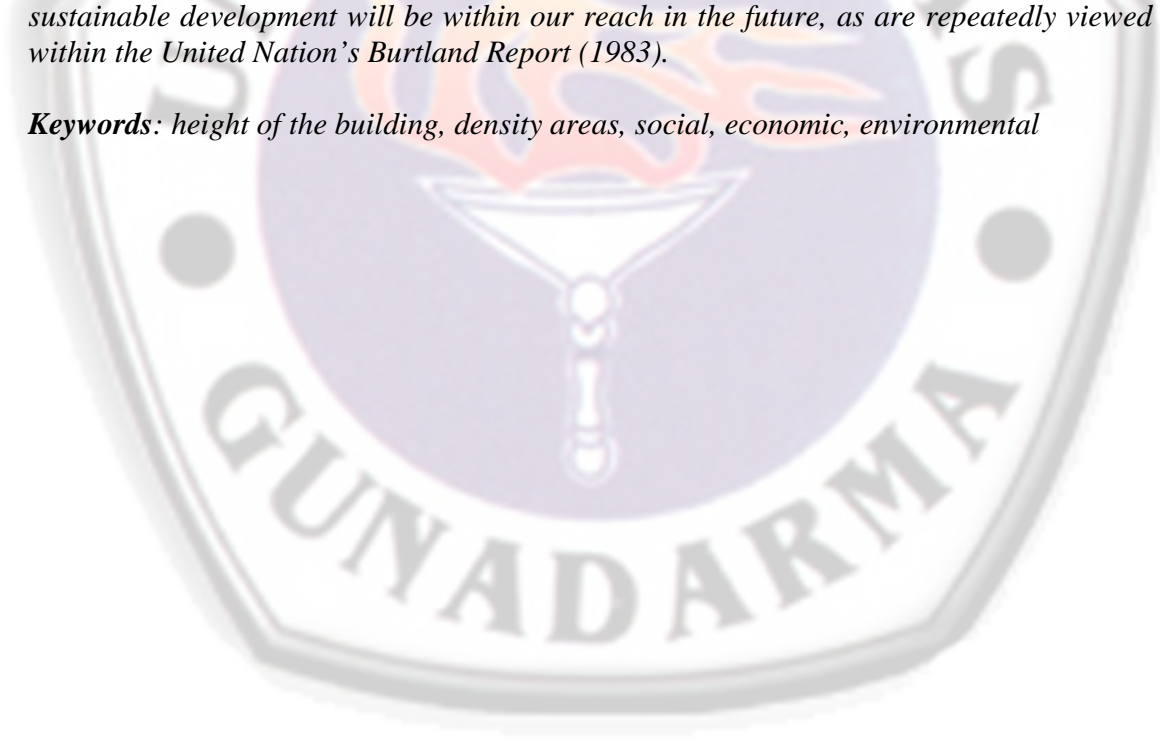 sustainable development will be within our reach in the future, as are repeatedly viewed
within the United Nation's Burtland Report (1983).
Keywords: height of the building, density areas, social, economic, environmental
GUNADARMA